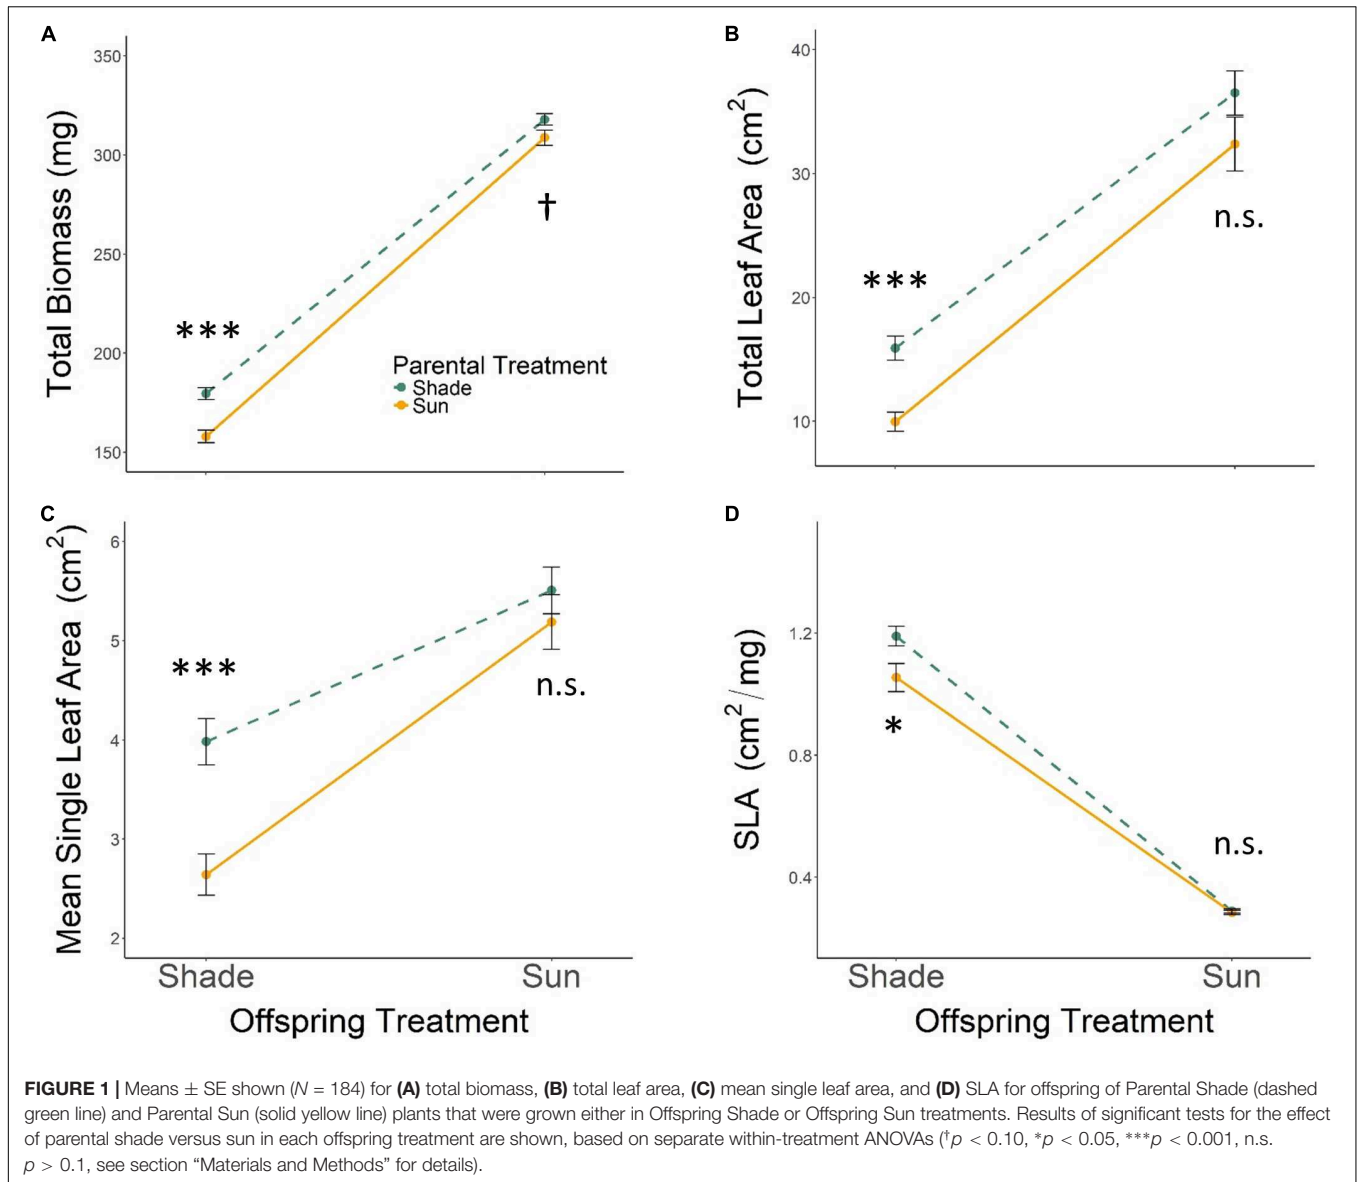 A
350
300
250
200
150
Total Biomass (mg)
***
†
Parental Treatment
Shade
Sun
B
40
30
20
10
Total Leaf Area (cm²)
***
n.s.
C
6
5
4
3
2
Mean Single Leaf Area (cm²)
***
n.s.
Shade Sun
Offspring Treatment
D
1.2
0.8
0.4
SLA (cm²/mg)
*
n.s.
Shade Sun
Offspring Treatment
FIGURE 1 | Means ± SE shown (N = 184) for (A) total biomass, (B) total leaf area, (C) mean single leaf area, and (D) SLA for offspring of Parental Shade (dashed
green line) and Parental Sun (solid yellow line) plants that were grown either in Offspring Shade or Offspring Sun treatments. Results of significant tests for the effect
of parental shade versus sun in each offspring treatment are shown, based on separate within-treatment ANOVAs (†p < 0.10, *p < 0.05, ***p < 0.001, n.s.
p > 0.1, see section “Materials and Methods” for details).